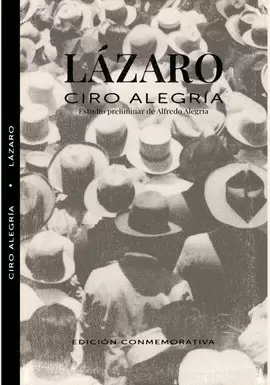 LÁZARO
CIRO ALEGRÍA
Estudio preliminar de Alfredo Alegría
EDICIÓN CONMEMORATIVA
CIRO ALEGRÍA • LÁZARO